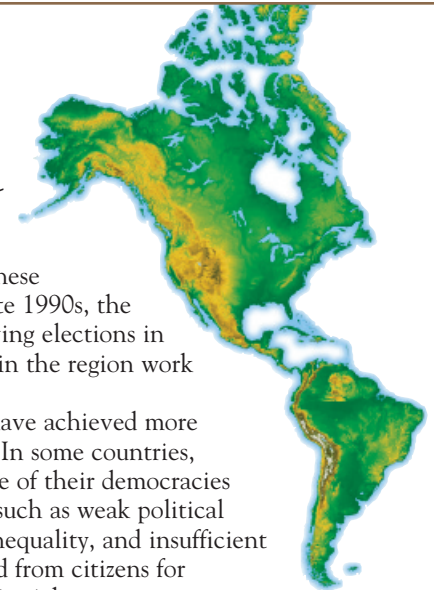 te 1990s, the
ing elections in
in the region work
ave achieved more
In some countries,
e of their democracies
such as weak political
nequality, and insufficient
d from citizens for